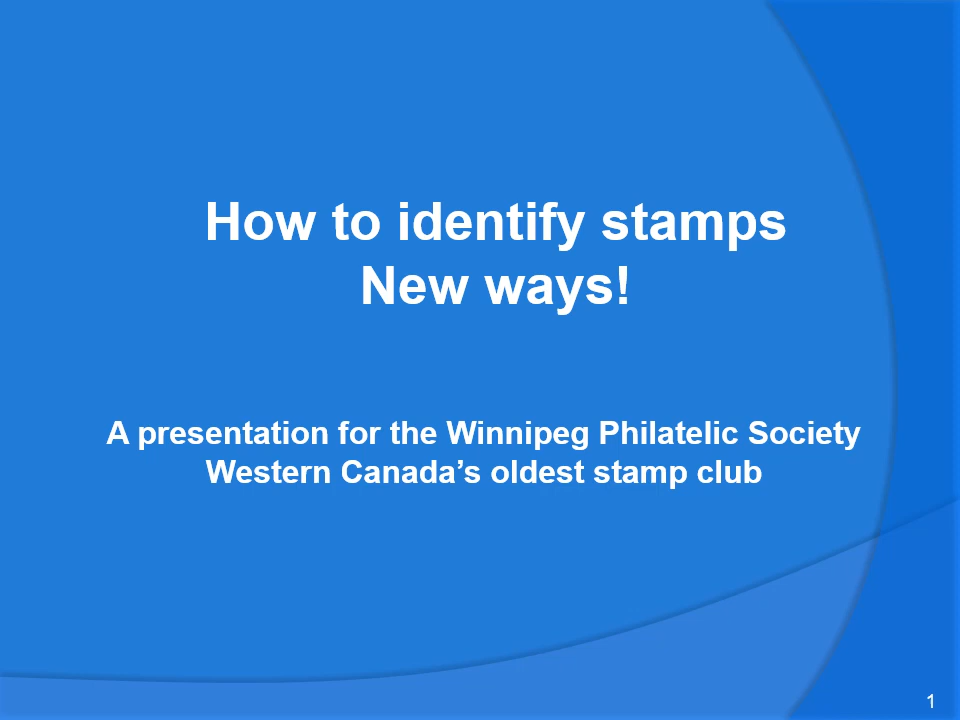 How to identify stamps
New ways!
A presentation for the Winnipeg Philatelic Society
Western Canada’s oldest stamp club
1